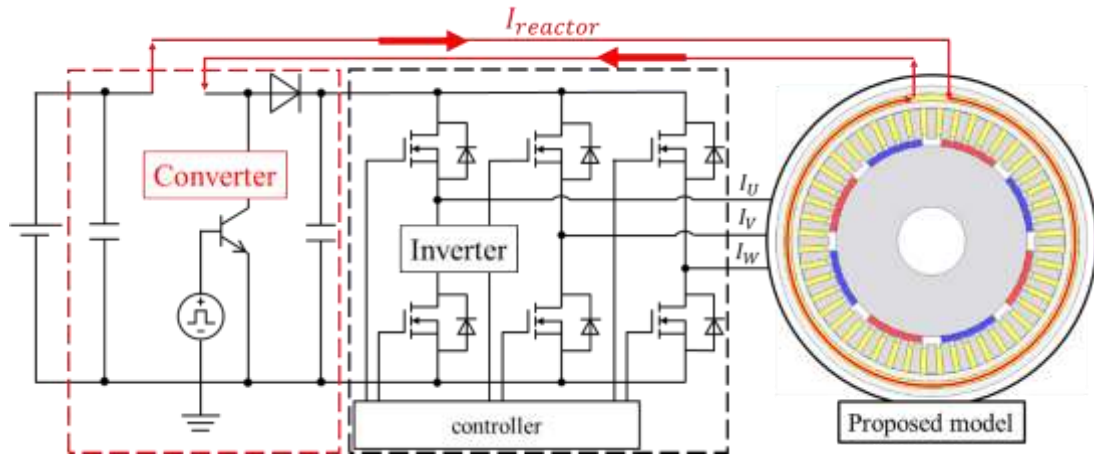 I_reactor
Converter
I_U
Inverter
I_V
I_W
controller
Proposed model